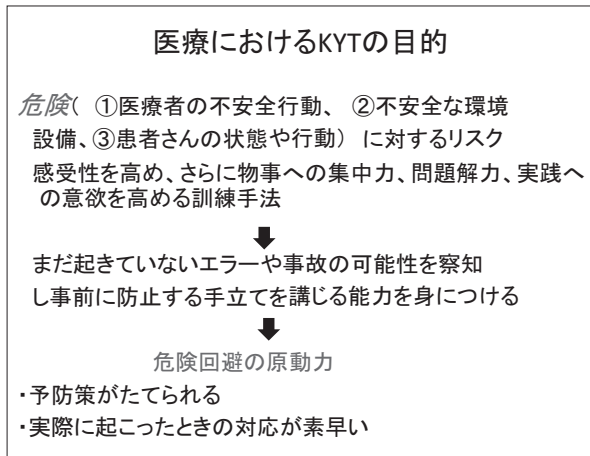 医療におけるKYTの目的
危険( ①医療者の不安全行動、 ②不安全な環境
設備、③患者さんの状態や行動) に対するリスク
感受性を高め、さらに物事への集中力、問題解力、実践へ
の意欲を高める訓練手法
まだ起きていないエラーや事故の可能性を察知
し事前に防止する手立てを講じる能力を身につける
危険回避の原動力
・予防策がたてられる
・実際に起こったときの対応が素早い